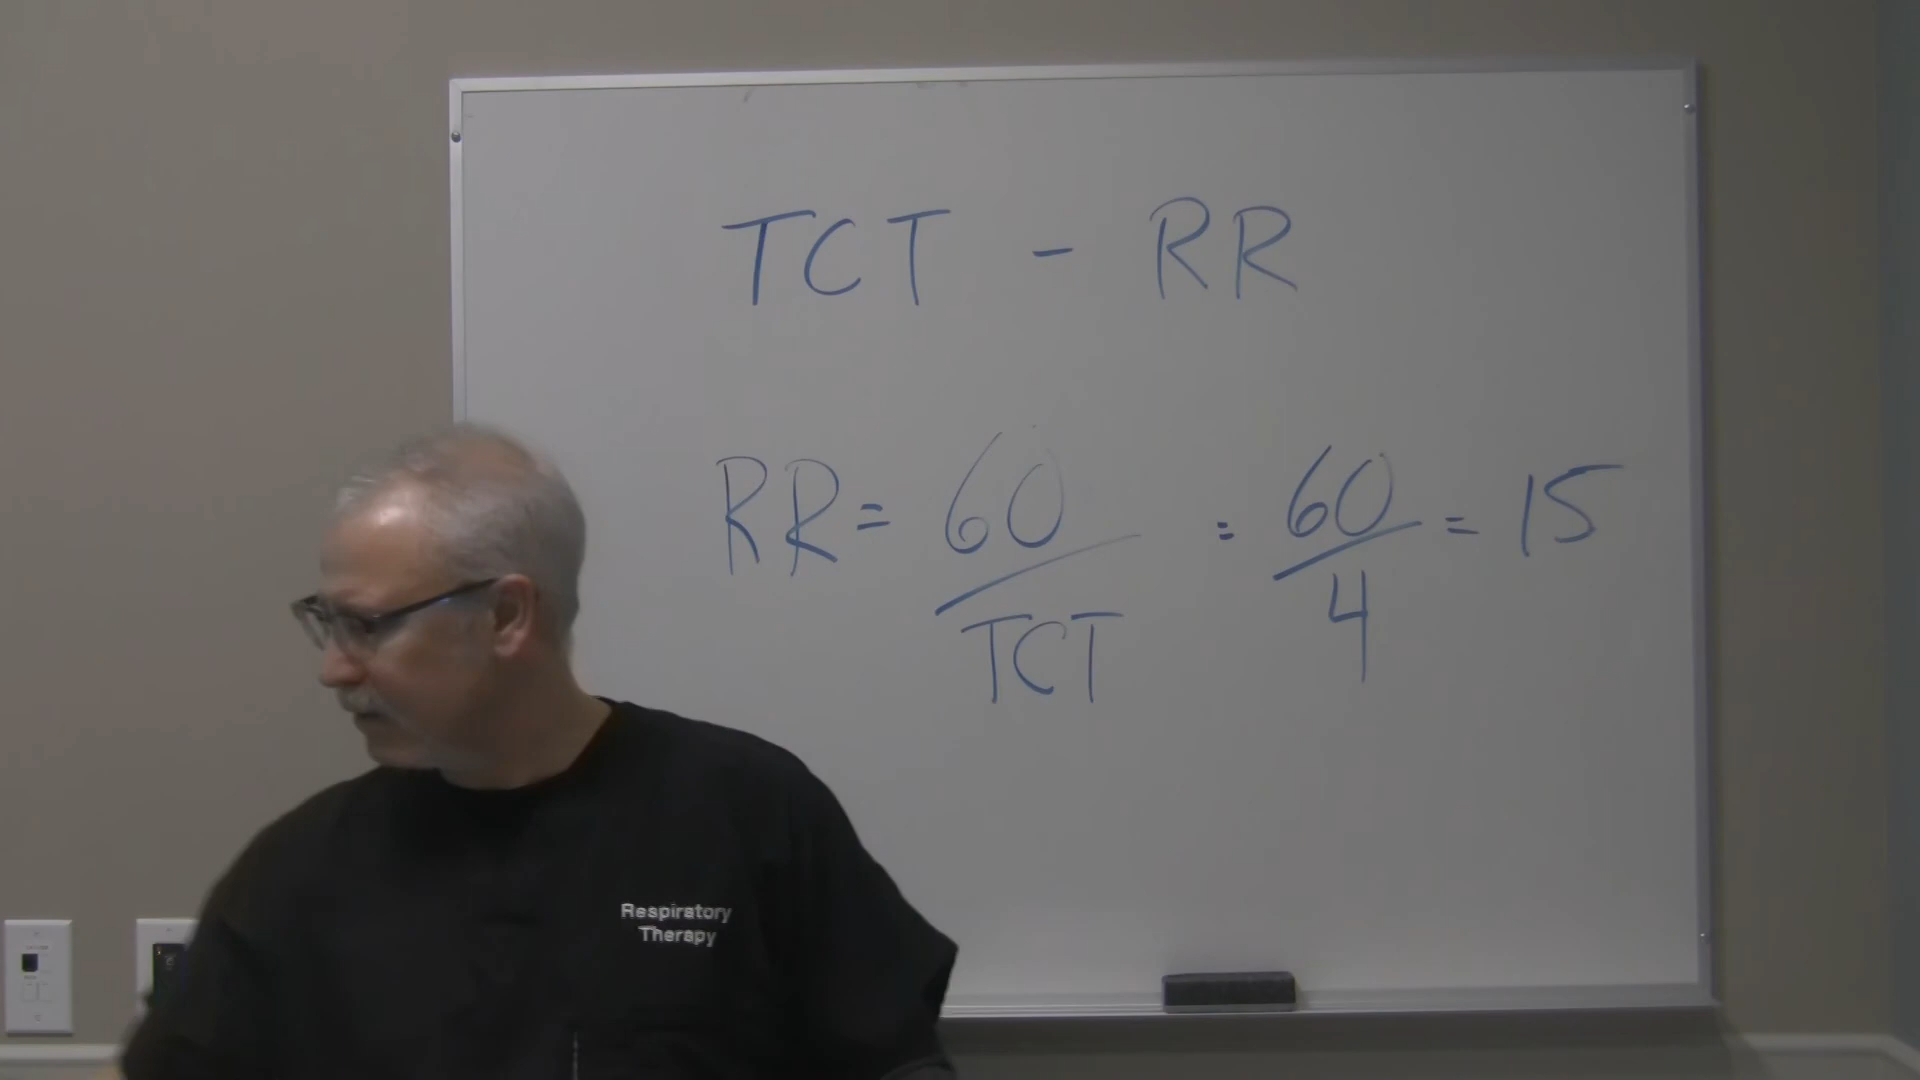 TCT - RR
RR = 60/TCT = 60/4 = 15
Respiratory
Therapy